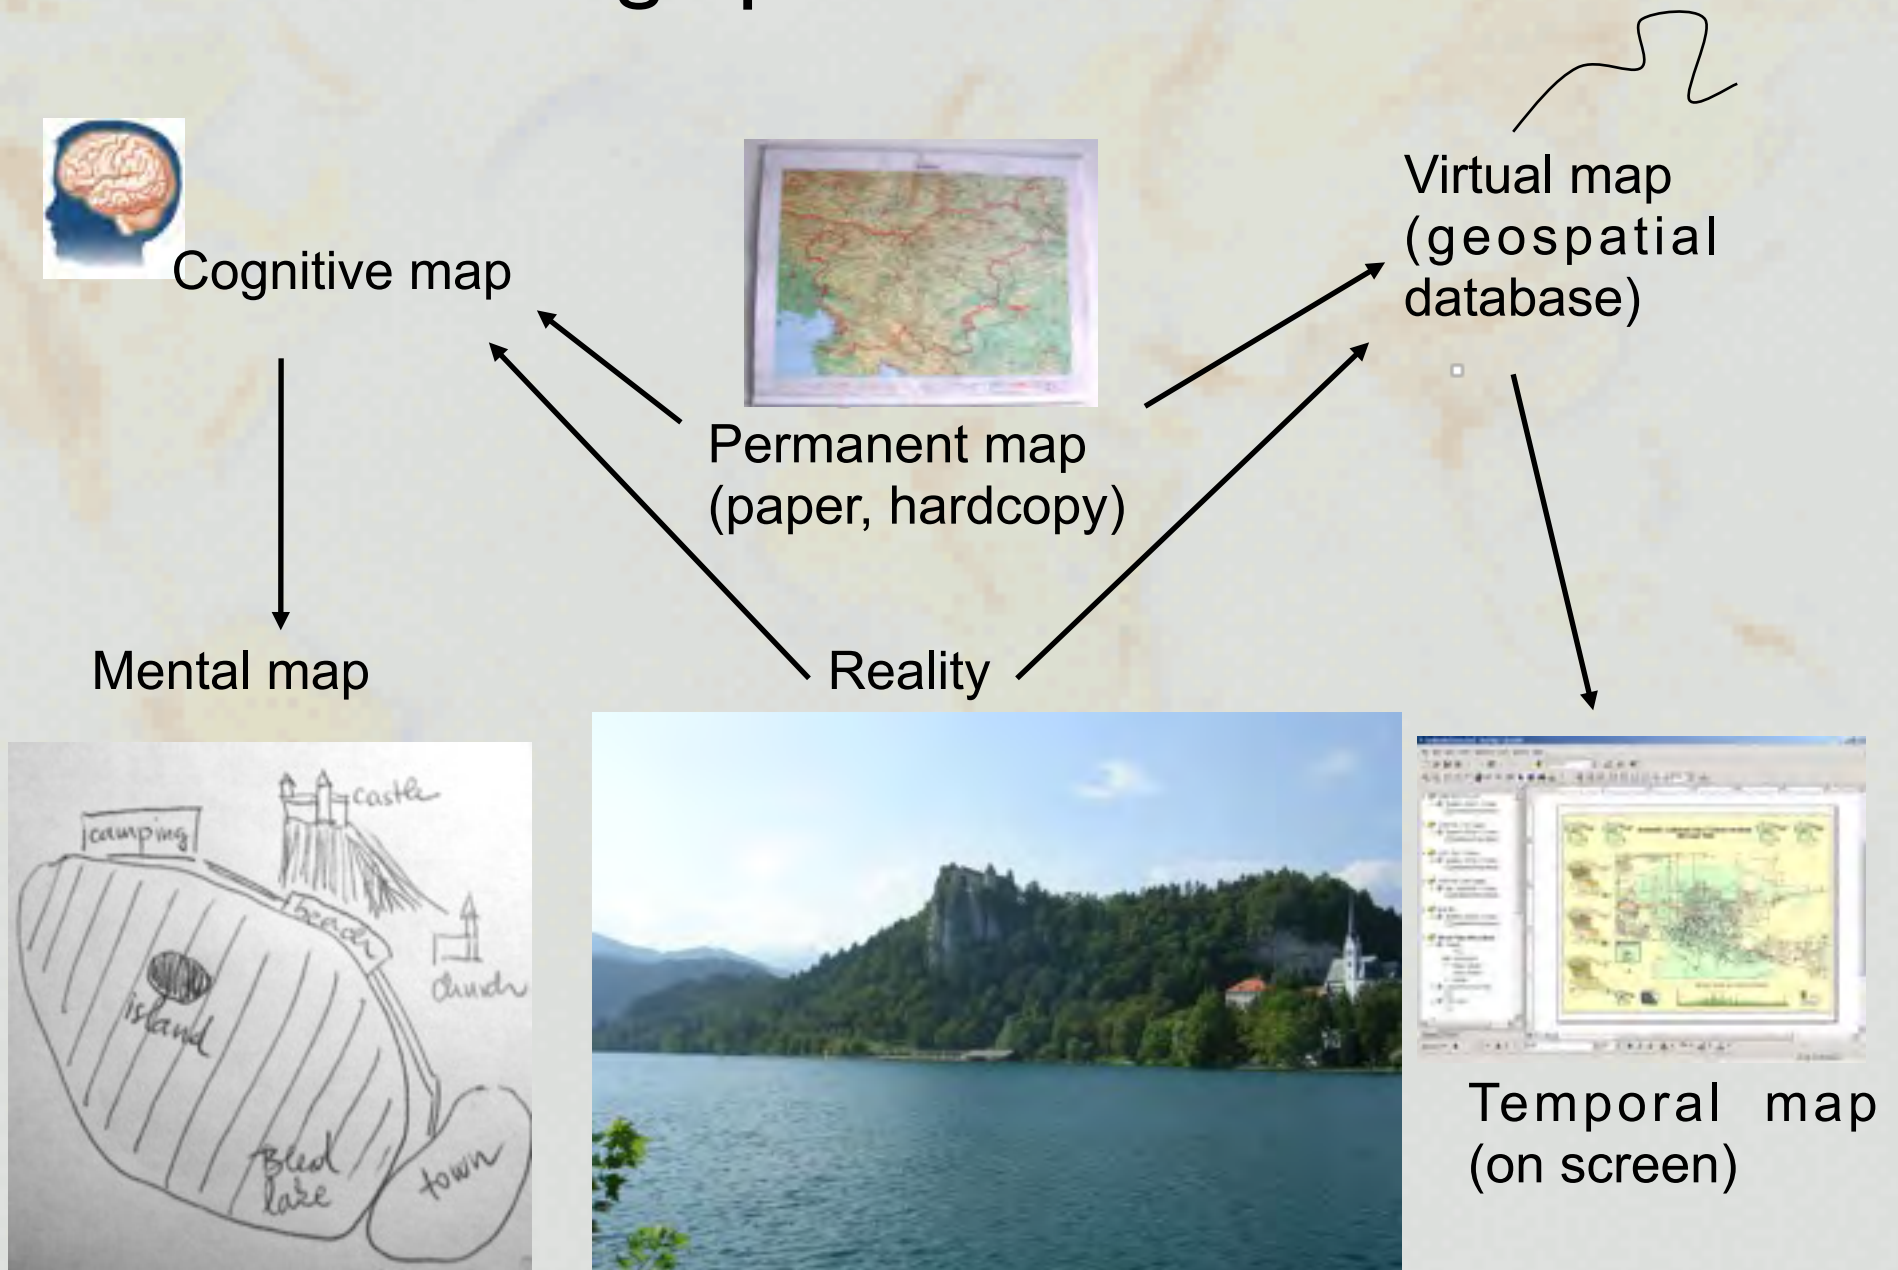 Cognitive map
Virtual map
(geospatial
database)
Permanent map
(paper, hardcopy)
Mental map
Reality
camping
castle
beach
church
island
Bled
lake
town
Temporal map
(on screen)